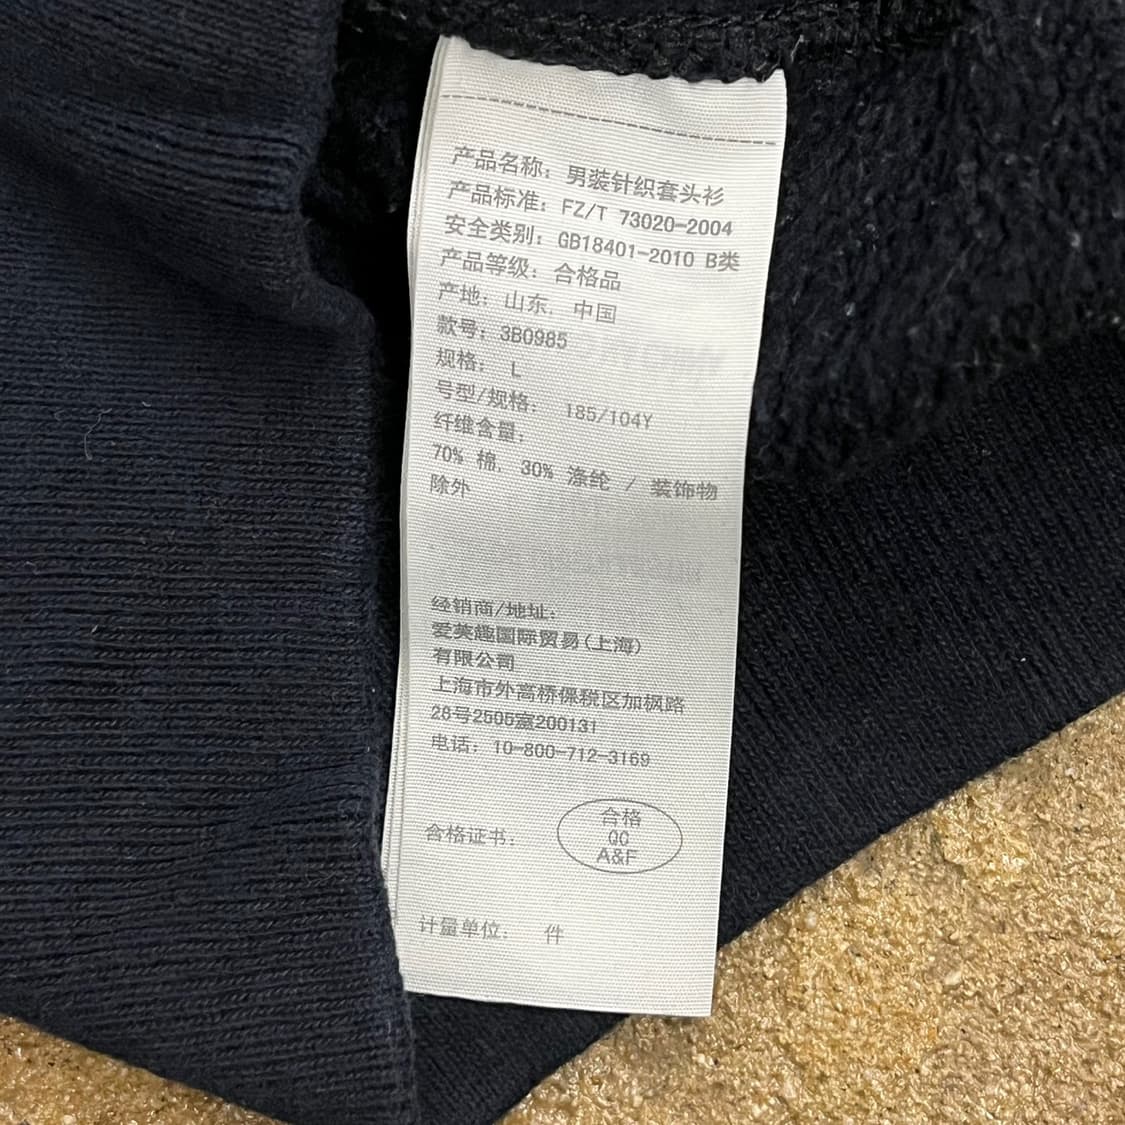 产品名称: 男装针织套头衫
产品标准: FZ/T 73020-2004
安全类别: GB18401-2010 B类
产品等级: 合格品
产地: 山东, 中国
款号: 3B0985
规格: L
号型/规格: 185/104Y
纤维含量:
70% 棉, 30% 涤纶 / 装饰物
除外
经销商/地址:
爱芙趣国际贸易(上海)
有限公司
上海市外高桥保税区加枫路
26号2505室200131
电话: 10-800-712-3169
合格证书:
合格
QC
A&F
计量单位: 件